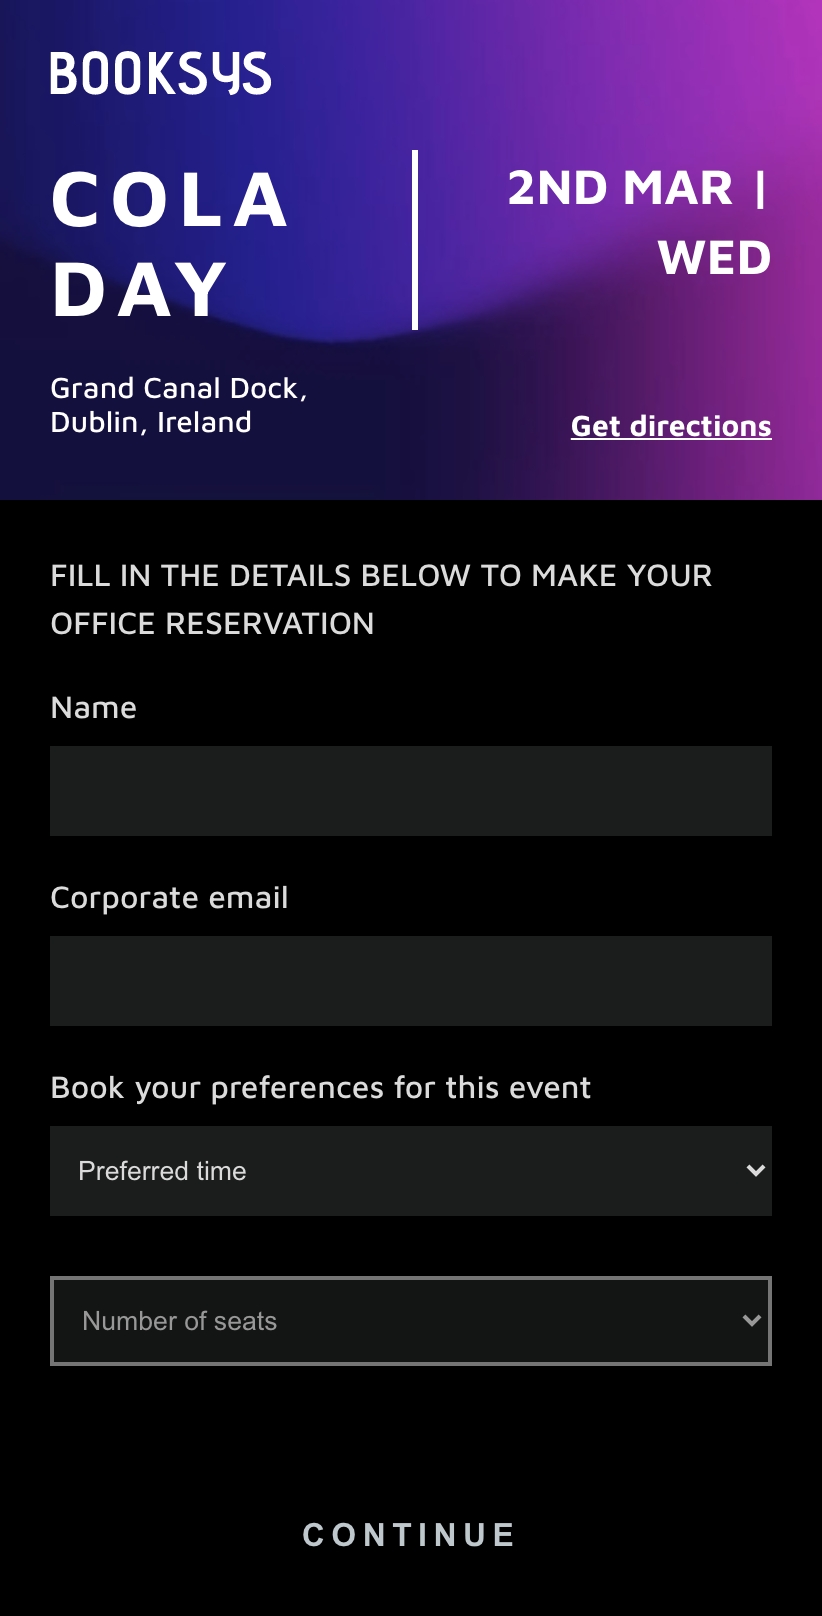 BOOKSYS
COLA
DAY
2ND MAR |
WED
Grand Canal Dock,
Dublin, Ireland
Get directions
FILL IN THE DETAILS BELOW TO MAKE YOUR
OFFICE RESERVATION
Name
Corporate email
Book your preferences for this event
Preferred time
Number of seats
CONTINUE